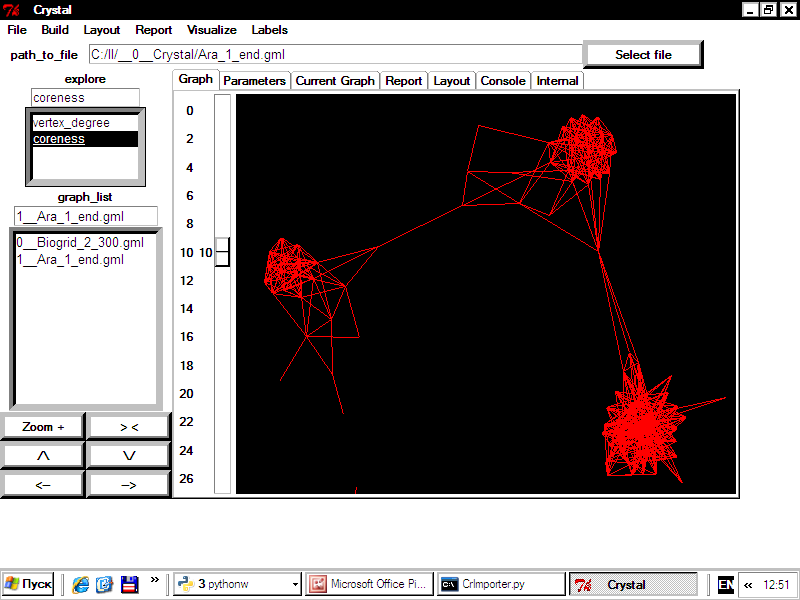 Crystal
File Build Layout Report Visualize Labels
path_to_file C:/II/__0__Crystal/Ara_1_end.gml Select file
explore
coreness
vertex_degree
coreness
graph_list
1__Ara_1_end.gml
0__Biogrid_2_300.gml
1__Ara_1_end.gml
Zoom + > <
/\ \/
<-- -->
Graph Parameters Current Graph Report Layout Console Internal
0
2
4
6
8
10 10
12
14
16
18
20
22
24
26
Пуск » 3 pythonw Microsoft Office Pi... CrImporter.py Crystal EN « 12:51